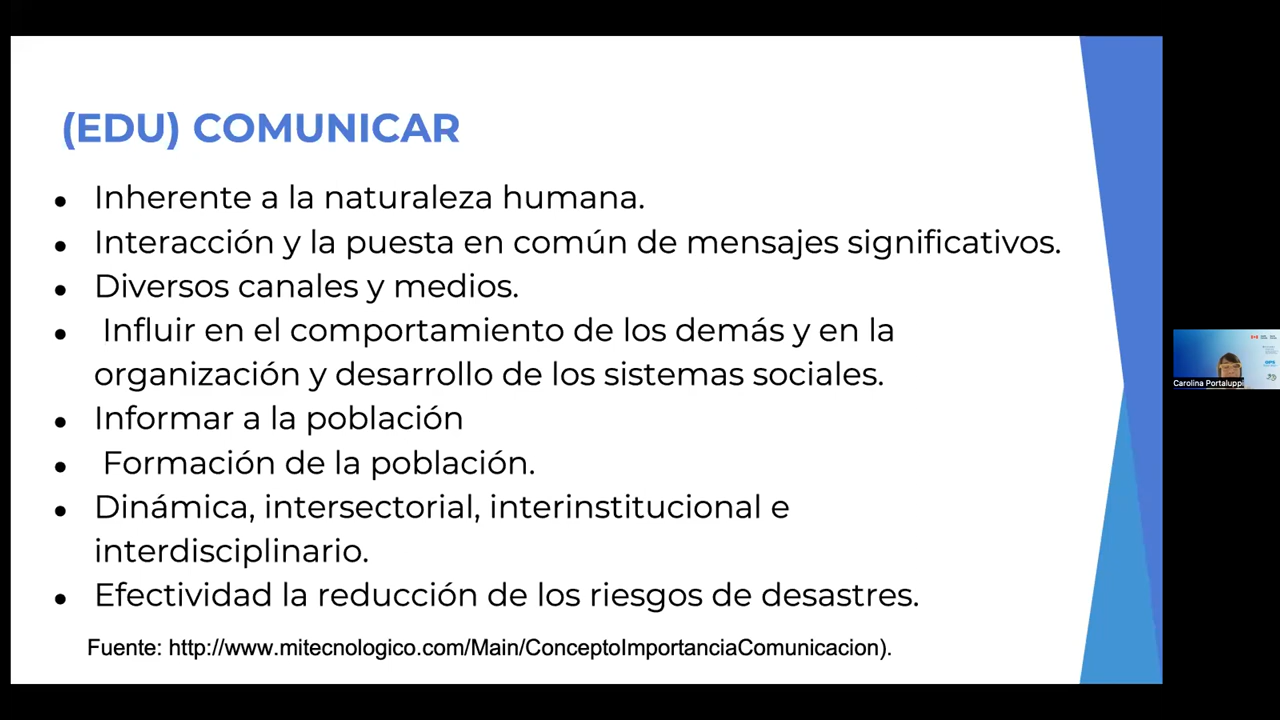 (EDU) COMUNICAR
● Inherente a la naturaleza humana.
● Interacción y la puesta en común de mensajes significativos.
● Diversos canales y medios.
● Influir en el comportamiento de los demás y en la
organización y desarrollo de los sistemas sociales.
● Informar a la población
● Formación de la población.
● Dinámica, intersectorial, interinstitucional e
interdisciplinario.
● Efectividad la reducción de los riesgos de desastres.
Fuente: http://www.mitecnologico.com/Main/ConceptoImportanciaComunicacion).
Carolina Portaluppi